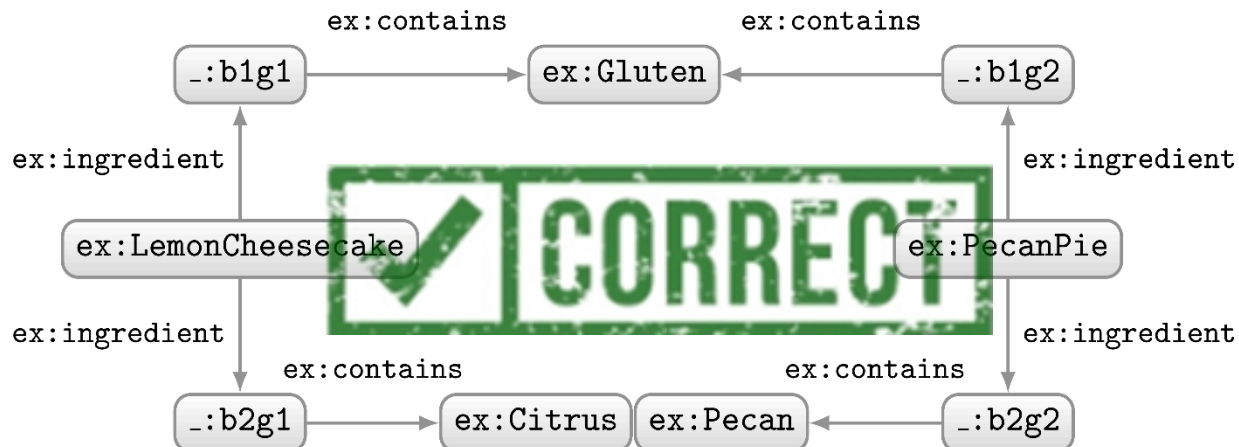 ex:contains ex:contains
_:b1g1 ex:Gluten _:b1g2
ex:ingredient ex:ingredient
CORRECT
ex:LemonCheesecake ex:PecanPie
ex:ingredient ex:ingredient
ex:contains ex:contains
_:b2g1 ex:Citrus ex:Pecan _:b2g2